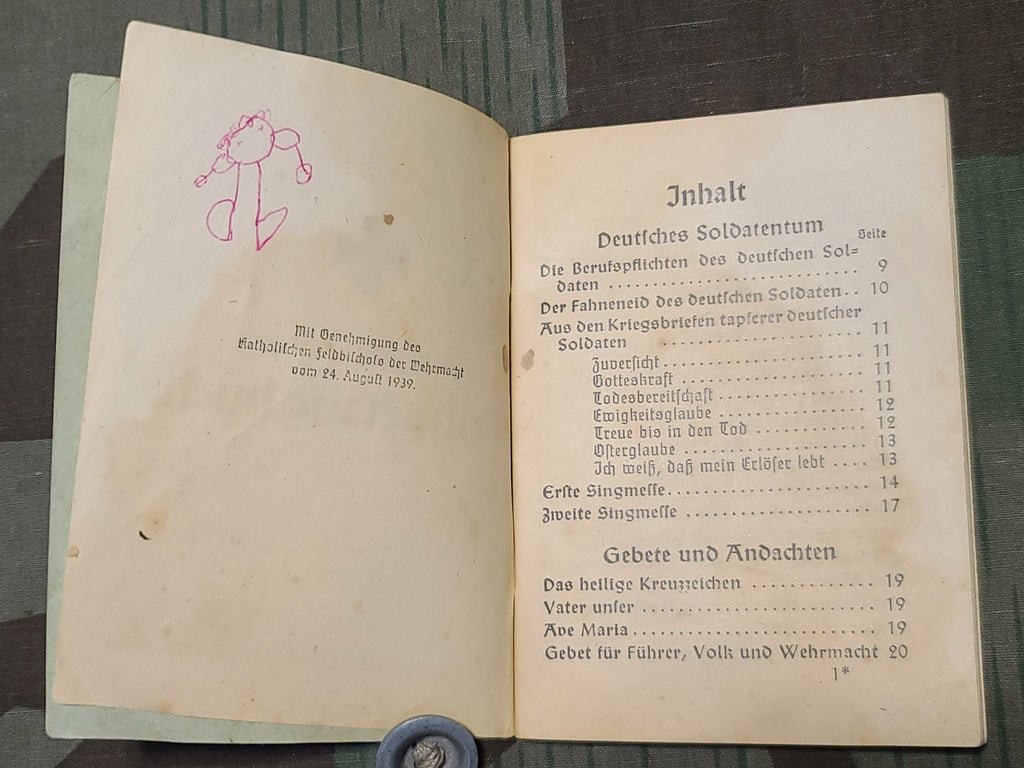 Mit Genehmigung des
Katholischen Feldbischofs der Wehrmacht
vom 24. August 1939.
Inhalt
Deutsches Soldatentum
Seite
Die Berufspflichten des deutschen Sol-
daten .......................... 9
Der Fahneneid des deutschen Soldaten.. 10
Aus den Kriegsbriefen tapferer deutscher
Soldaten ....................... 11
Zuversicht ..................... 11
Gotteskraft .................... 11
Todesbereitschaft .............. 11
Ewigkeitsglaube ................ 12
Treue bis in den Tod ........... 12
Osterglaube .................... 13
Ich weiß, daß mein Erlöser lebt .... 13
Erste Singmesse................. 14
Zweite Singmesse ............... 17
Gebete und Andachten
Das heilige Kreuzzeichen ............ 19
Vater unser ....................... 19
Ave Maria........................ 19
Gebet für Führer, Volk und Wehrmacht 20
1*